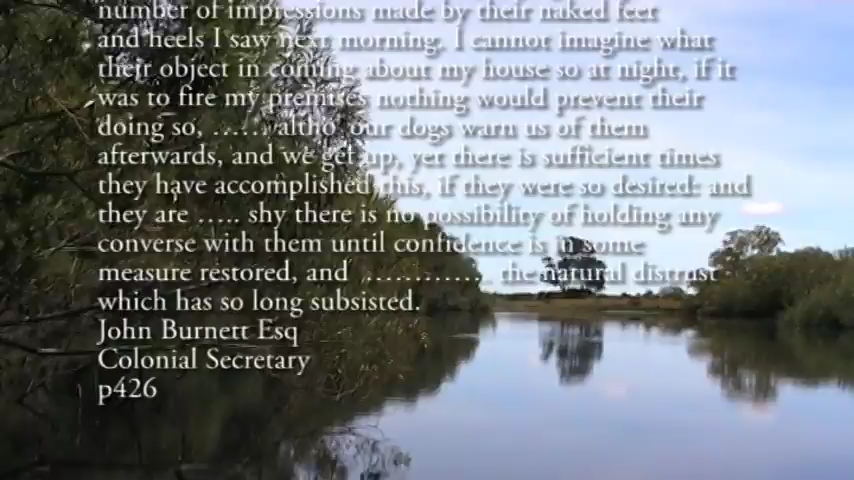 number of impressions made by their naked feet
and heels I saw next morning. I cannot imagine what
their object in coming about my house so at night, if it
was to fire my premises nothing would prevent their
doing so, …… altho' our dogs warn us of them
afterwards, and we get up, yet there is sufficient times
they have accomplished this, if they were so desired: and
they are ….. shy there is no possibility of holding any
converse with them until confidence is in some
measure restored, and ………… the natural distrust
which has so long subsisted.
John Burnett Esq
Colonial Secretary
p426